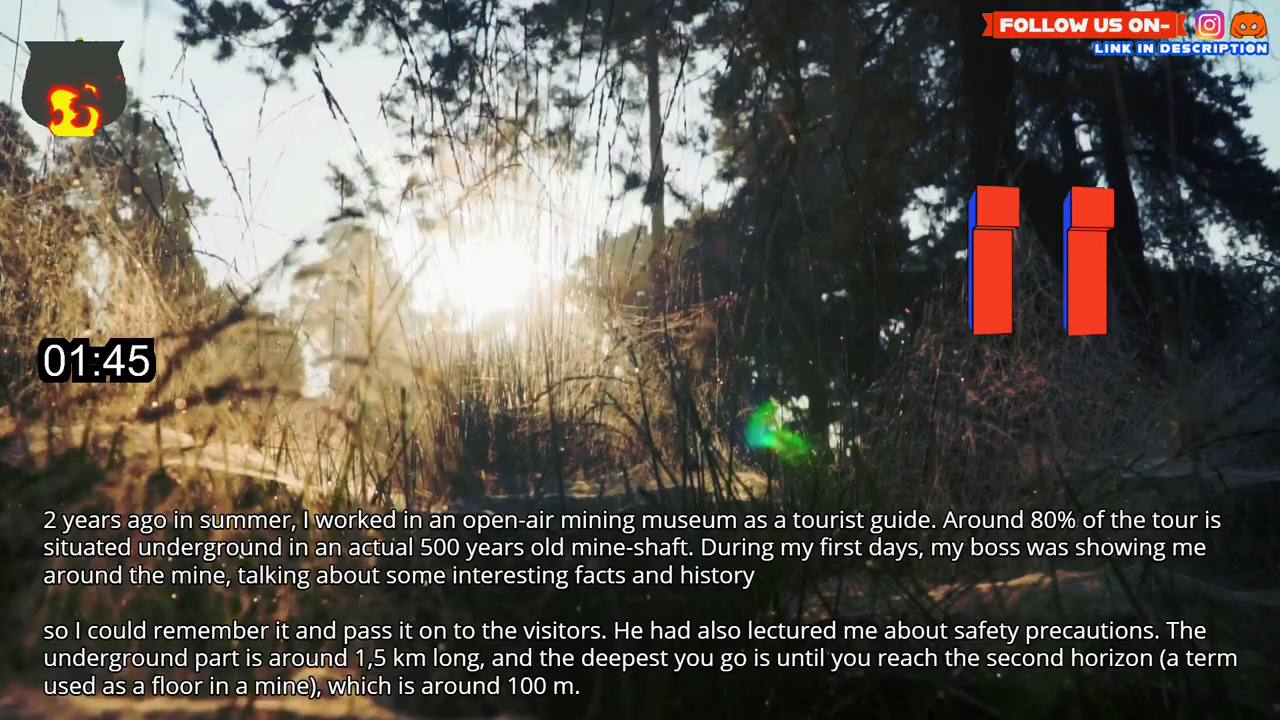 FOLLOW US ON-
LINK IN DESCRIPTION
01:45
2 years ago in summer, I worked in an open-air mining museum as a tourist guide. Around 80% of the tour is
situated underground in an actual 500 years old mine-shaft. During my first days, my boss was showing me
around the mine, talking about some interesting facts and history
so I could remember it and pass it on to the visitors. He had also lectured me about safety precautions. The
underground part is around 1,5 km long, and the deepest you go is until you reach the second horizon (a term
used as a floor in a mine), which is around 100 m.